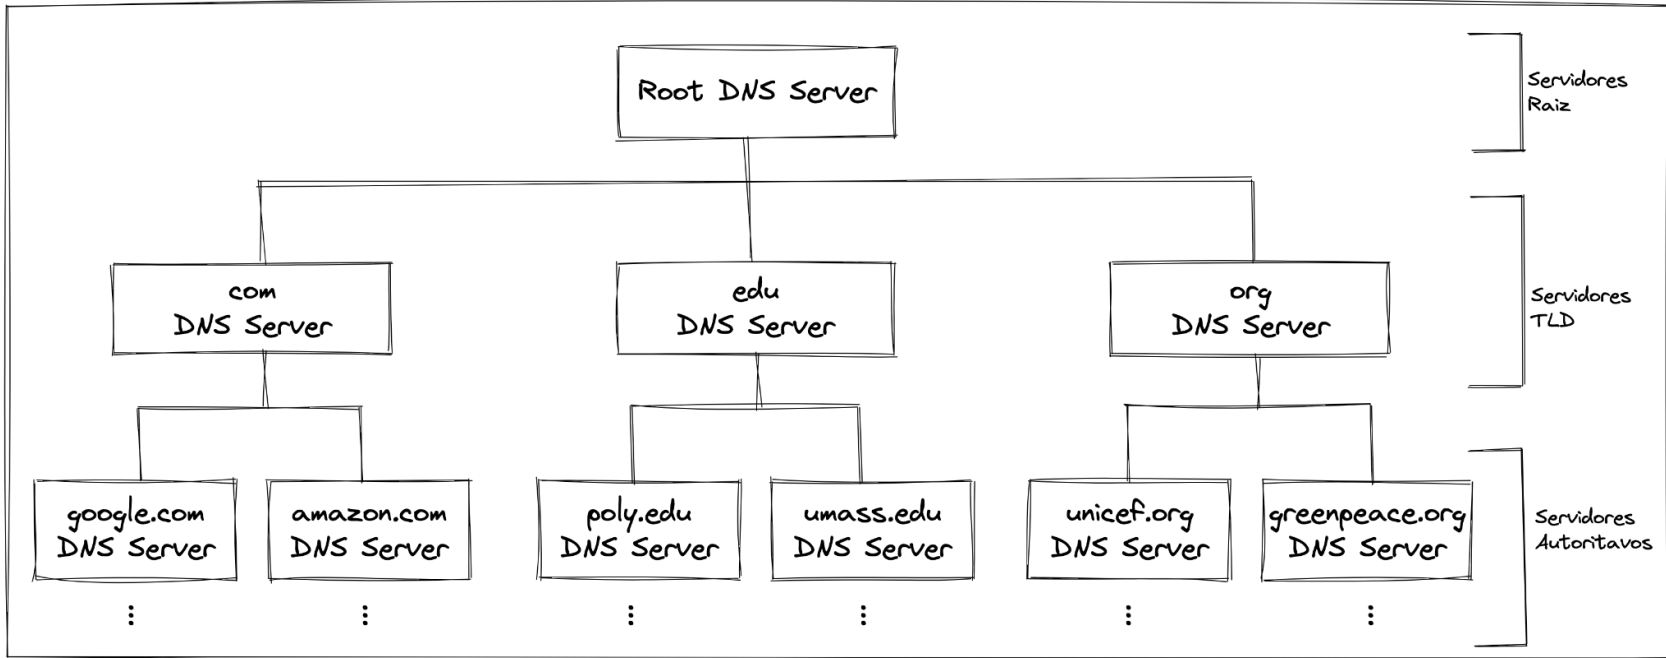 Root DNS Server
Servidores
Raiz
com
DNS Server
edu
DNS Server
org
DNS Server
Servidores
TLD
google.com
DNS Server
amazon.com
DNS Server
poly.edu
DNS Server
umass.edu
DNS Server
unicef.org
DNS Server
greenpeace.org
DNS Server
Servidores
Autoritavos